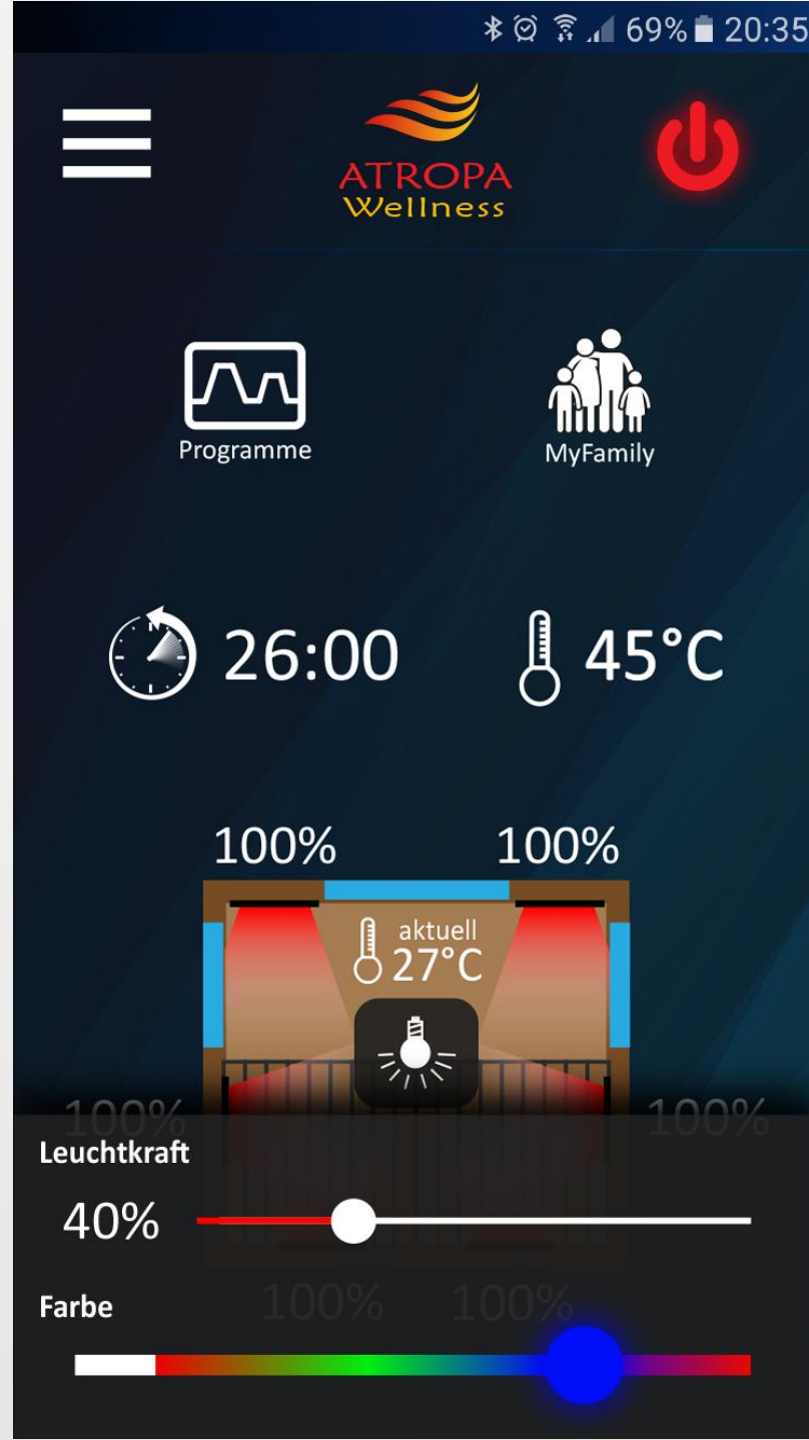 69% 20:35
ATROPA
Wellness
Programme
MyFamily
26:00
45°C
100%
100%
aktuell
27°C
100%
100%
Leuchtkraft
40%
100%
100%
Farbe